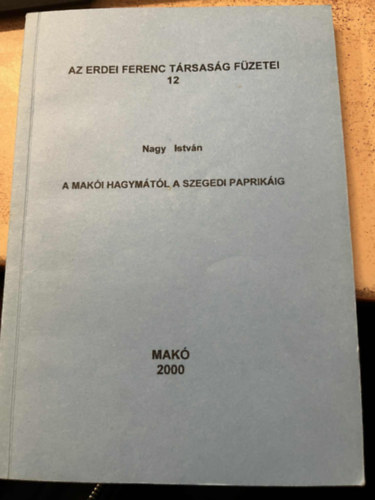 AZ ERDEI FERENC TÁRSASÁG FÜZETEI
12
Nagy István
A MAKÓI HAGYMÁTÓL A SZEGEDI PAPRIKÁIG
MAKÓ
2000